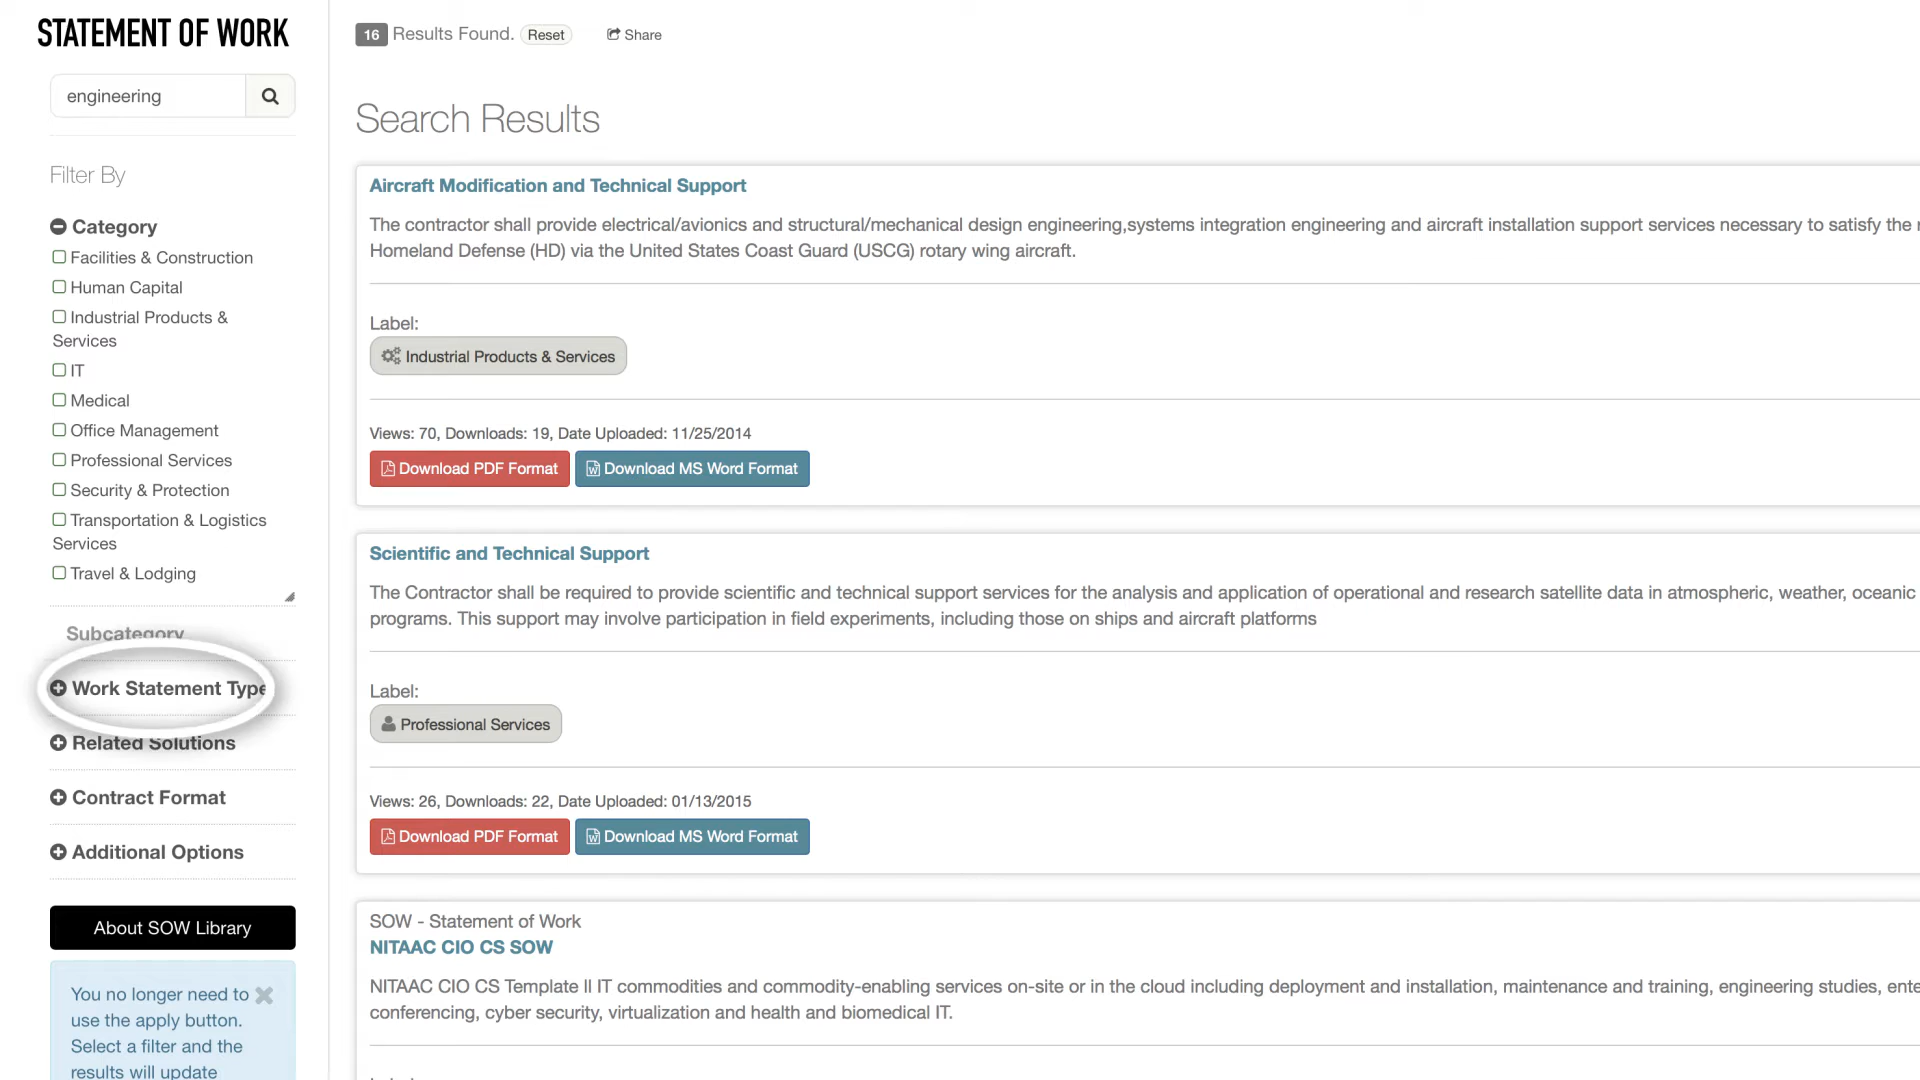 STATEMENT OF WORK
engineering
Filter By
Category
Facilities & Construction
Human Capital
Industrial Products &
Services
IT
Medical
Office Management
Professional Services
Security & Protection
Transportation & Logistics
Services
Travel & Lodging
Subcategory
Work Statement Type
Related Solutions
Contract Format
Additional Options
About SOW Library
You no longer need to
use the apply button.
Select a filter and the
results will update
16 Results Found. Reset Share
Search Results
Aircraft Modification and Technical Support
The contractor shall provide electrical/avionics and structural/mechanical design engineering,systems integration engineering and aircraft installation support services necessary to satisfy the
Homeland Defense (HD) via the United States Coast Guard (USCG) rotary wing aircraft.
Label:
Industrial Products & Services
Views: 70, Downloads: 19, Date Uploaded: 11/25/2014
Download PDF Format Download MS Word Format
Scientific and Technical Support
The Contractor shall be required to provide scientific and technical support services for the analysis and application of operational and research satellite data in atmospheric, weather, oceanic
programs. This support may involve participation in field experiments, including those on ships and aircraft platforms
Label:
Professional Services
Views: 26, Downloads: 22, Date Uploaded: 01/13/2015
Download PDF Format Download MS Word Format
SOW - Statement of Work
NITAAC CIO CS SOW
NITAAC CIO CS Template II IT commodities and commodity-enabling services on-site or in the cloud including deployment and installation, maintenance and training, engineering studies,
conferencing, cyber security, virtualization and health and biomedical IT.